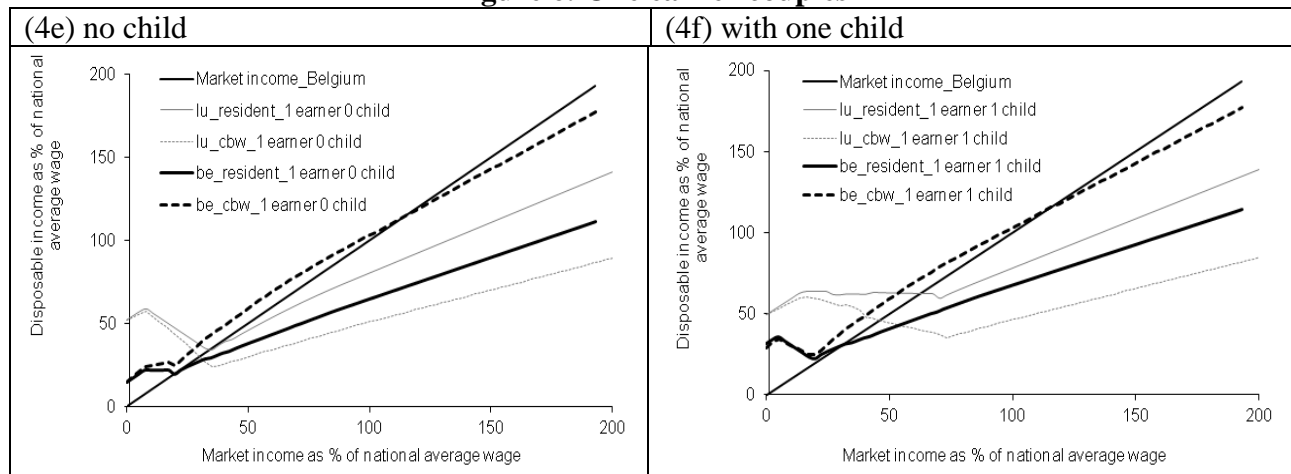 (4e) no child
(4f) with one child
Disposable income as % of national
average wage
200
150
100
50
0
Market income_Belgium
lu_resident_1 earner 0 child
lu_cbw_1 earner 0 child
be_resident_1 earner 0 child
be_cbw_1 earner 0 child
0
50
100
150
200
Market income as % of national average wage
Disposable income as % of national
average wage
200
150
100
50
0
Market income_Belgium
lu_resident_1 earner 1 child
lu_cbw_1 earner 1 child
be_resident_1 earner 1 child
be_cbw_1 earner 1 child
0
50
100
150
200
Market income as % of national average wage